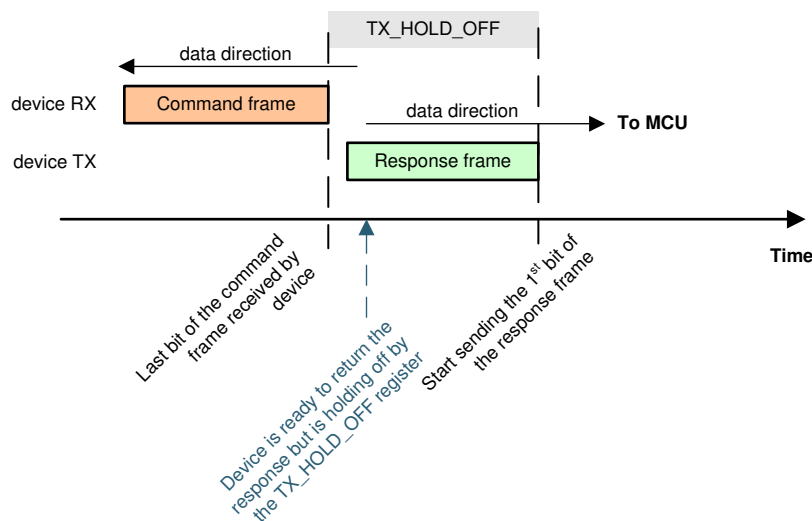 TX_HOLD_OFF
data direction
device RX
Command frame
data direction
To MCU
device TX
Response frame
Time
Last bit of the command
frame received by
device
Device is ready to return the
response but is holding off by
the TX_HOLD_OFF register
Start sending the 1st bit of
the response frame